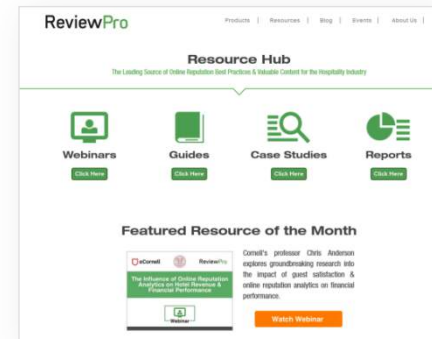 ReviewPro
Products | Resources | Blog | Events | About Us |
Resource Hub
The Leading Source of Online Reputation Best Practices & Valuable Content for the Hospitality Industry
Webinars Guides Case Studies Reports
Click Here Click Here Click Here Click Here
Featured Resource of the Month
eCornell ReviewPro
The Influence of Online Reputation
Analytics on Hotel Revenue &
Financial Performance
Webinar
Cornell's professor Chris Anderson
explores groundbreaking research into
the impact of guest satisfaction &
online reputation analytics on financial
performance.
Watch Webinar